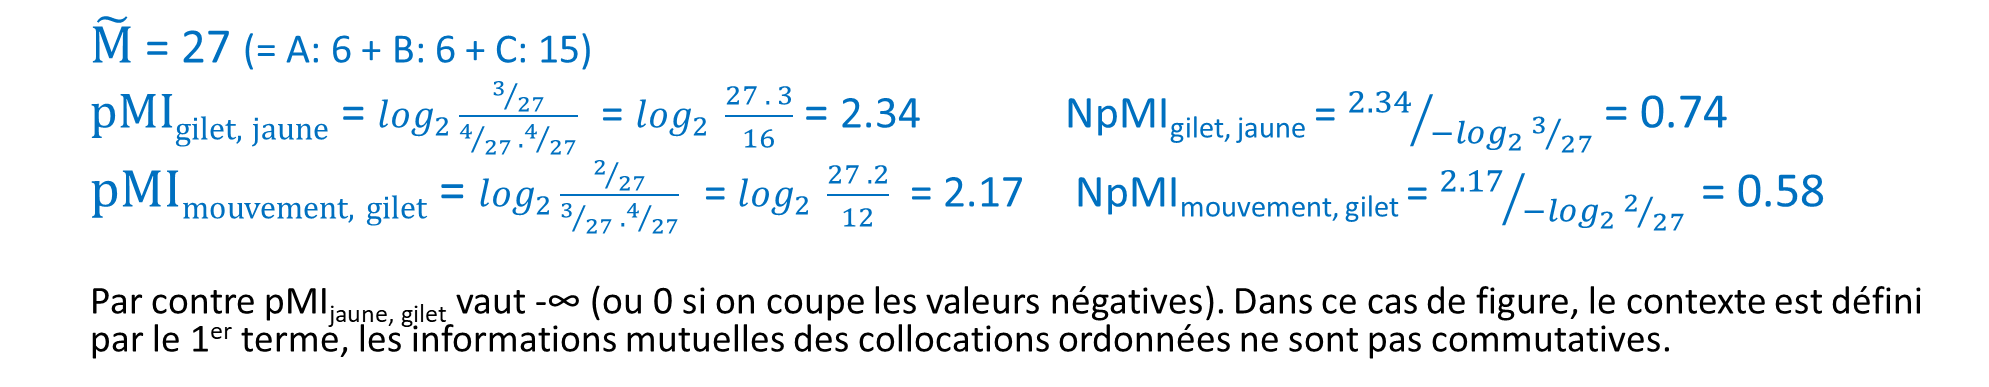 M̃ = 27 (= A: 6 + B: 6 + C: 15)
pMI_gilet, jaune = log₂ (3/27)/(4/27 . 4/27) = log₂ (27 . 3)/16 = 2.34 NpMI_gilet, jaune = 2.34/−log₂ 3/27 = 0.74
pMI_mouvement, gilet = log₂ (2/27)/(3/27 . 4/27) = log₂ (27 .2)/12 = 2.17 NpMI_mouvement, gilet = 2.17/−log₂ 2/27 = 0.58
Par contre pMI_jaune, gilet vaut -∞ (ou 0 si on coupe les valeurs négatives). Dans ce cas de figure, le contexte est défini
par le 1er terme, les informations mutuelles des collocations ordonnées ne sont pas commutatives.